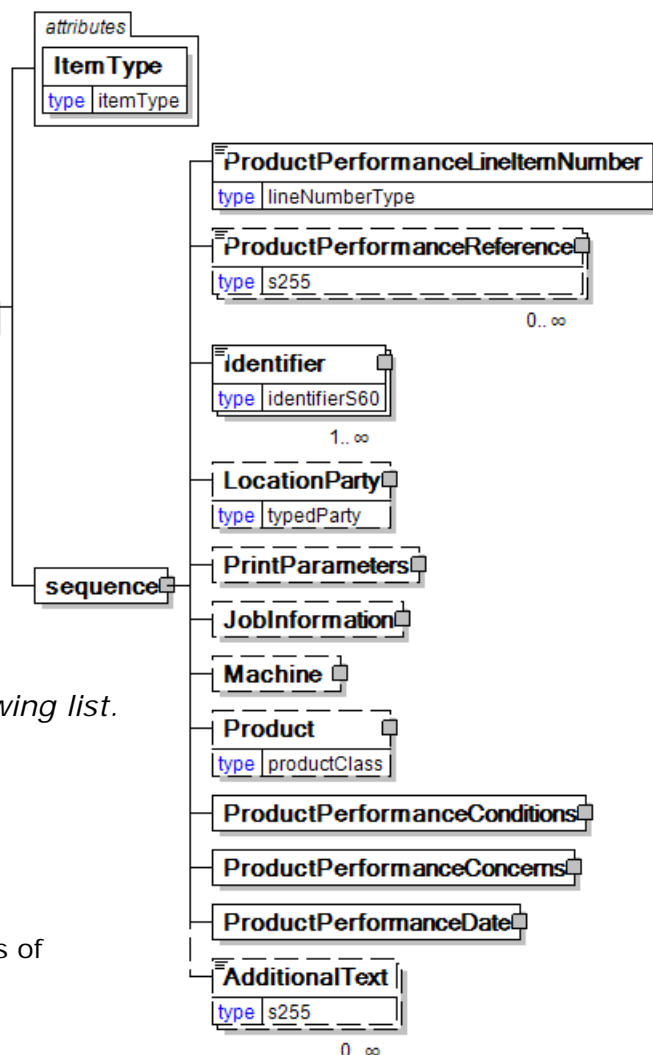 attributes
ItemType
type itemType
ProductPerformanceLineItemNumber
type lineNumberType
ProductPerformanceReference
type s255
0..∞
Identifier
type identifierS60
1..∞
LocationParty
type typedParty
PrintParameters
sequence
JobInformation
Machine
wing list.
Product
type productClass
ProductPerformanceConditions
ProductPerformanceConcerns
ProductPerformanceDate
s of
AdditionalText
type s255
0..∞